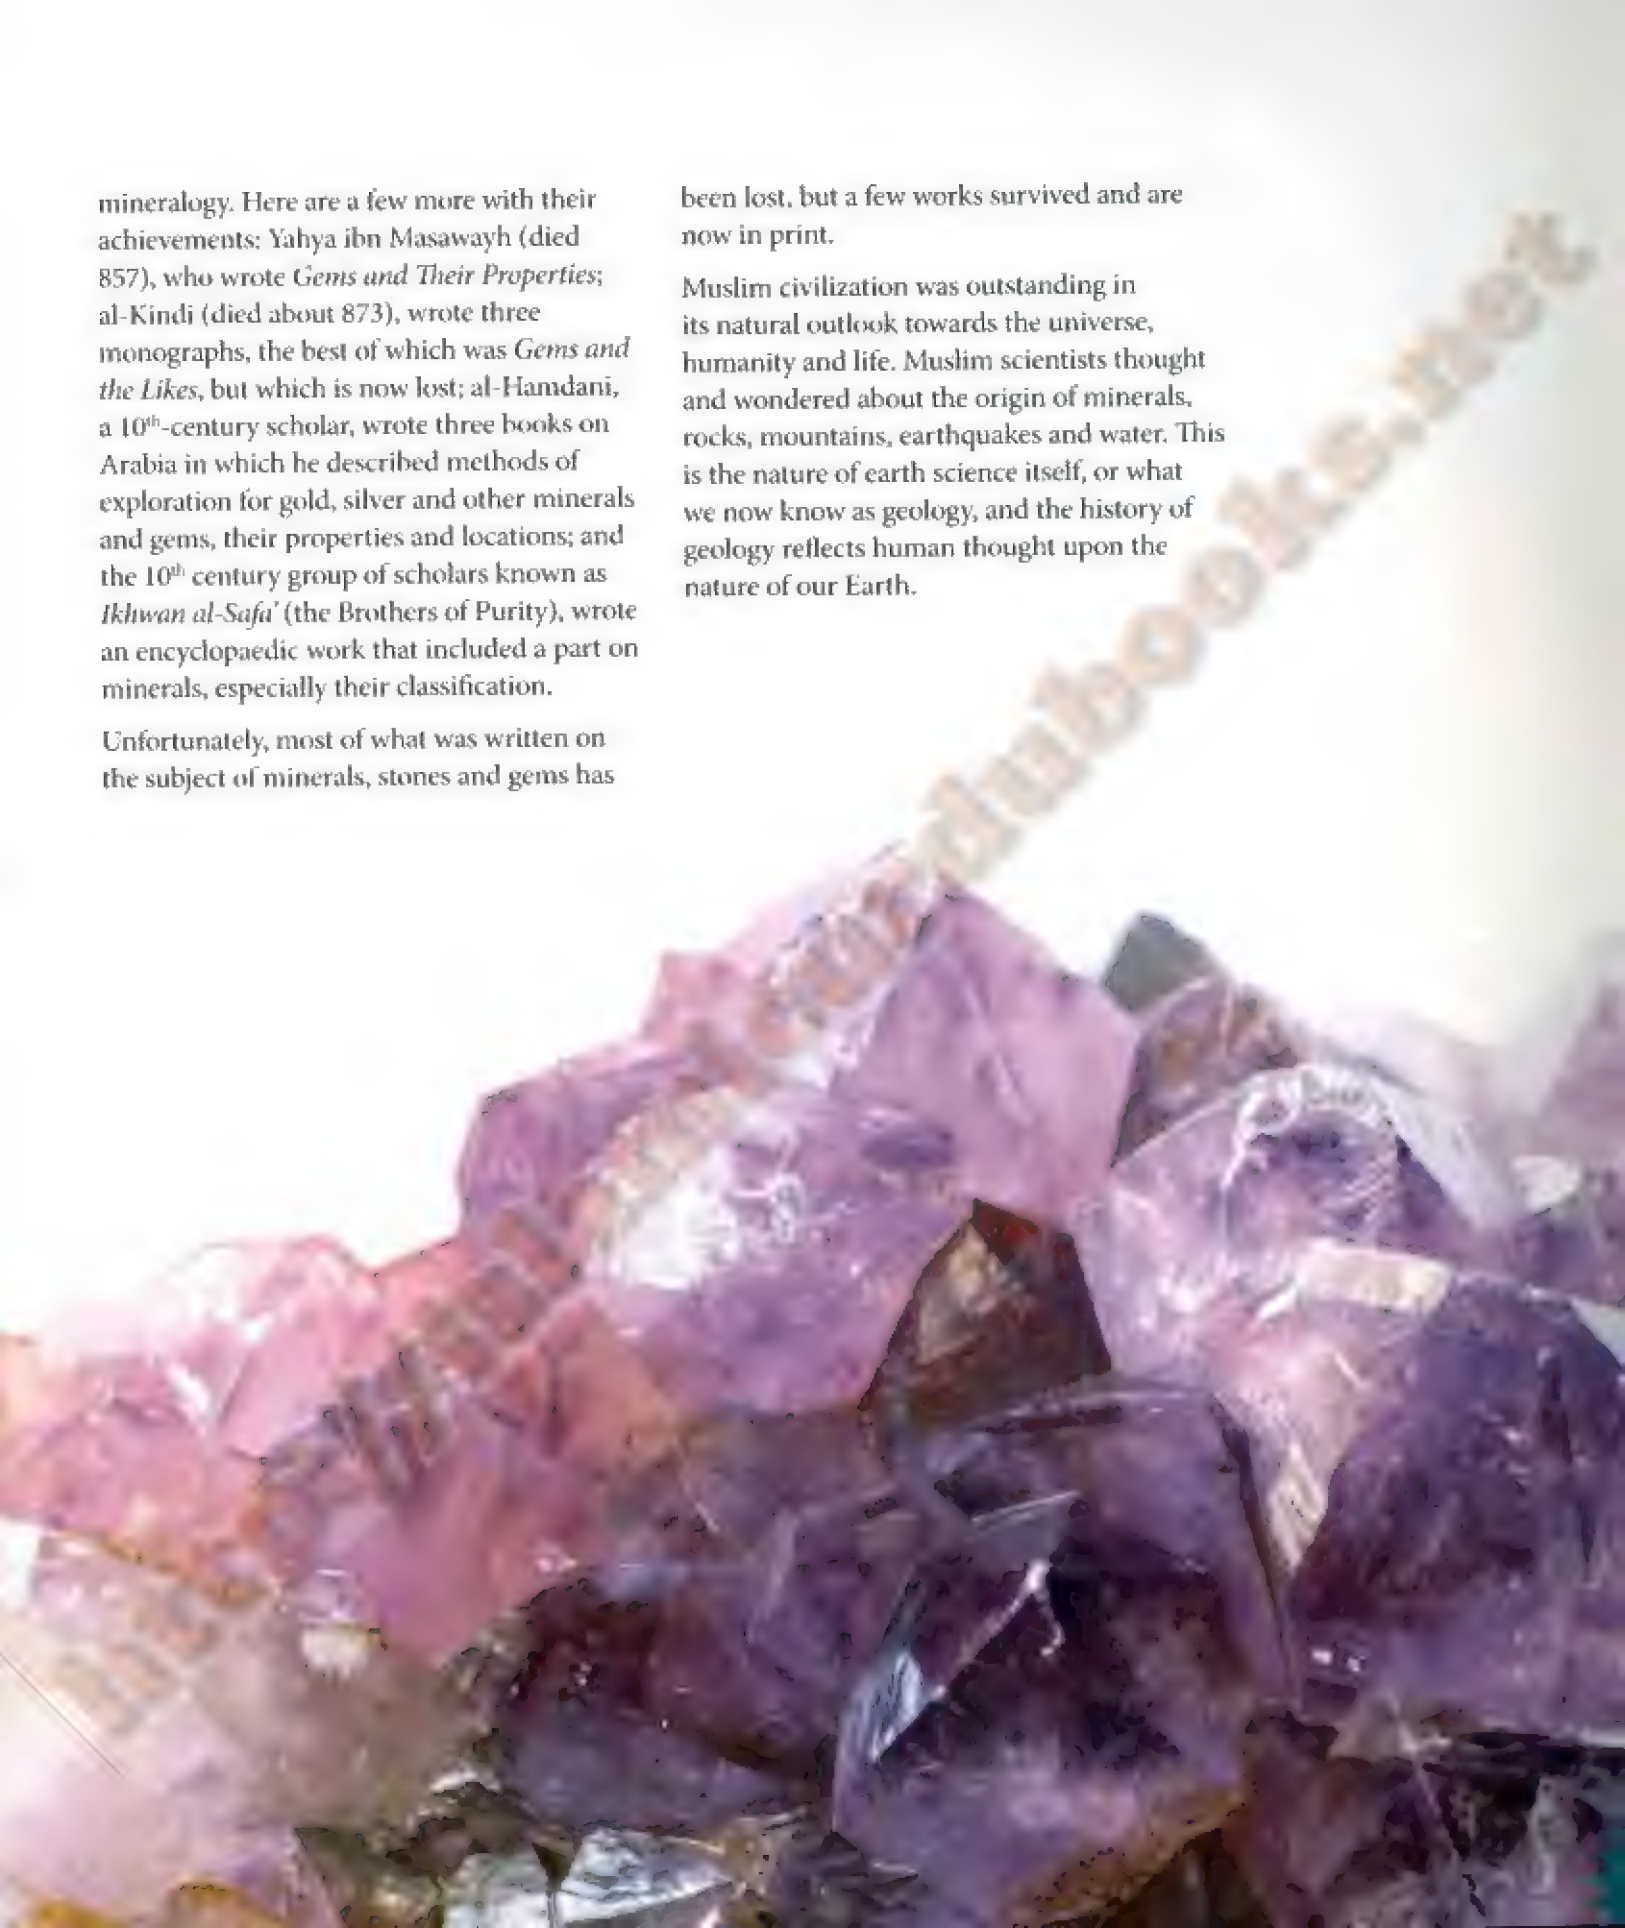 mineralogy. Here are a few more with their
achievements: Yahya ibn Masawayh (died
857), who wrote Gems and Their Properties;
al-Kindi (died about 873), wrote three
monographs, the best of which was Gems and
the Likes, but which is now lost; al-Hamdani,
a 10th-century scholar, wrote three books on
Arabia in which he described methods of
exploration for gold, silver and other minerals
and gems, their properties and locations; and
the 10th century group of scholars known as
Ikhwan al-Safa' (the Brothers of Purity), wrote
an encyclopaedic work that included a part on
minerals, especially their classification.
Unfortunately, most of what was written on
the subject of minerals, stones and gems has
been lost, but a few works survived and are
now in print.
Muslim civilization was outstanding in
its natural outlook towards the universe,
humanity and life. Muslim scientists thought
and wondered about the origin of minerals,
rocks, mountains, earthquakes and water. This
is the nature of earth science itself, or what
we now know as geology, and the history of
geology reflects human thought upon the
nature of our Earth.